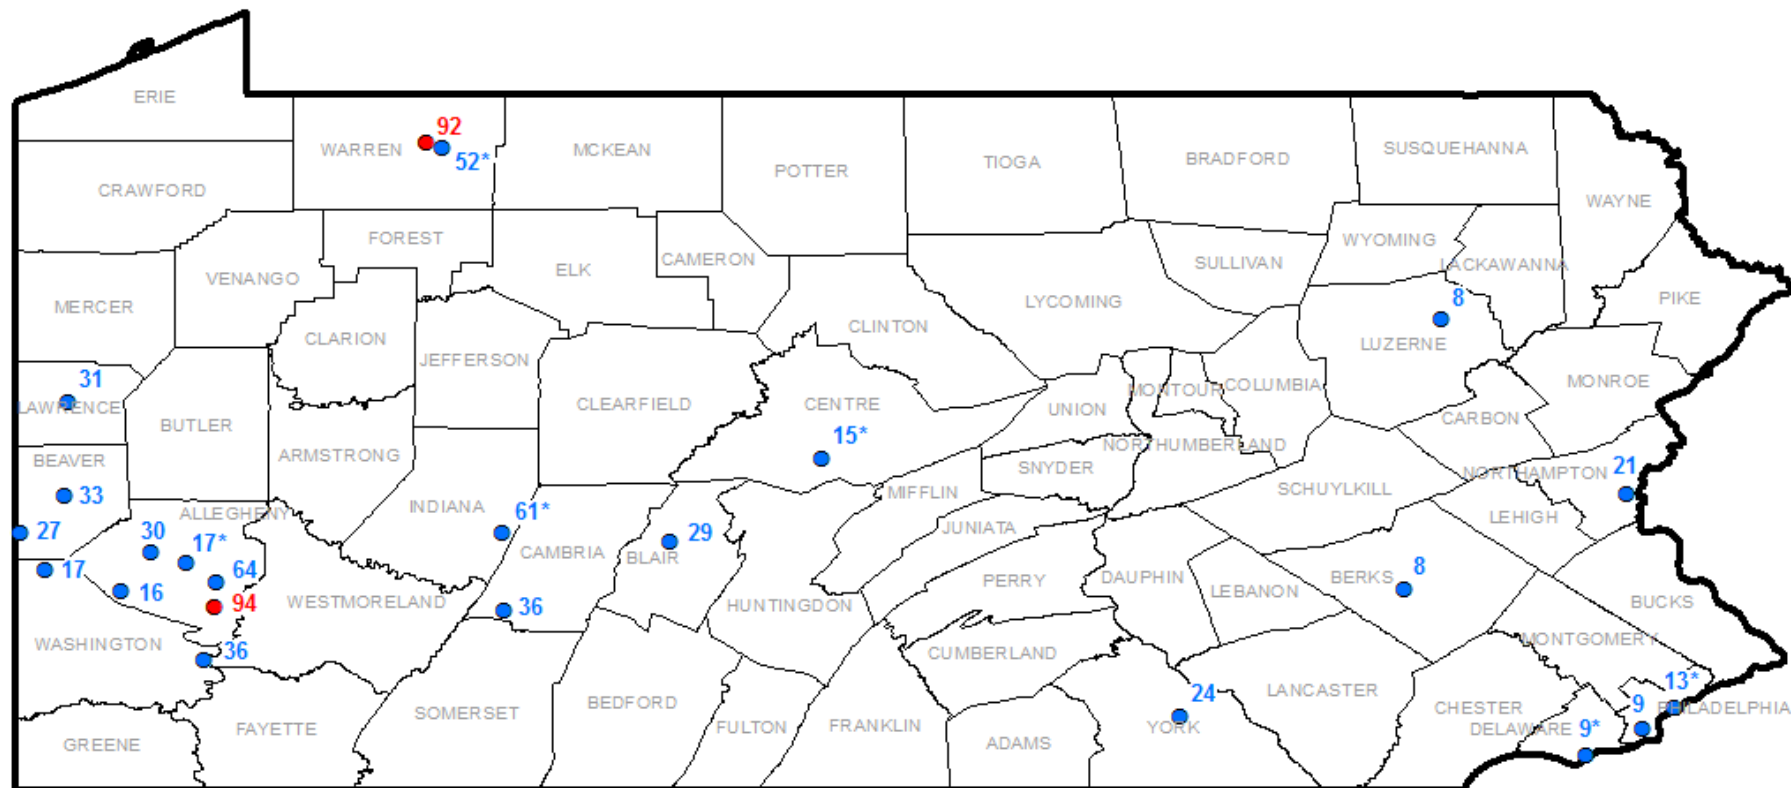 ERIE
92
WARREN
52*
MCKEAN
POTTER
TIOGA
BRADFORD
SUSQUEHANNA
CRAWFORD
WAYNE
FOREST
WYOMING
VENANGO
ELK
CAMERON
SULLIVAN
LACKAWANNA
MERCER
LYCOMING
8
PIKE
CLARION
CLINTON
LUZERNE
JEFFERSON
31
MONROE
LAWRENCE
CLEARFIELD
CENTRE
UNION
MONTOUR
COLUMBIA
CARBON
BUTLER
15*
NORTHUMBERLAND
BEAVER
ARMSTRONG
SNYDER
NORTHAMPTON
21
33
MIFFLIN
SCHUYLKILL
ALLEGHENY
INDIANA
61*
JUNIATA
LEHIGH
27
30
17*
CAMBRIA
BLAIR
29
17
64
PERRY
DAUPHIN
LEBANON
BERKS
8
16
94
WESTMORELAND
36
HUNTINGDON
BUCKS
WASHINGTON
36
CUMBERLAND
MONTGOMERY
24
LANCASTER
13*
SOMERSET
BEDFORD
CHESTER
9
PHILADELPHIA
GREENE
FAYETTE
FULTON
FRANKLIN
ADAMS
YORK
DELAWARE
9*